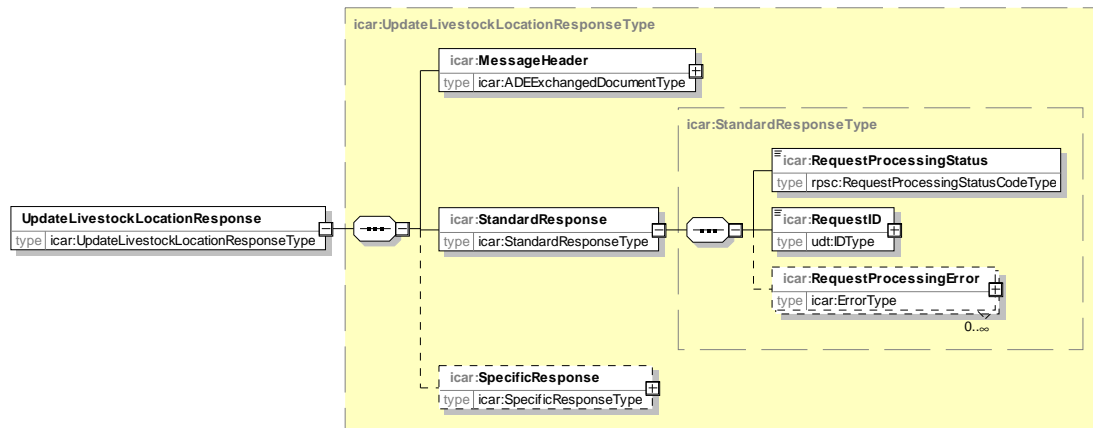 icar:UpdateLivestockLocationResponseType
icar:MessageHeader
type icar:ADEExchangedDocumentType
icar:StandardResponseType
icar:RequestProcessingStatus
type rpsc:RequestProcessingStatusCodeType
UpdateLivestockLocationResponse
type icar:UpdateLivestockLocationResponseType
icar:StandardResponse
type icar:StandardResponseType
icar:RequestID
type udt:IDType
icar:RequestProcessingError
type icar:ErrorType
0..∞
icar:SpecificResponse
type icar:SpecificResponseType